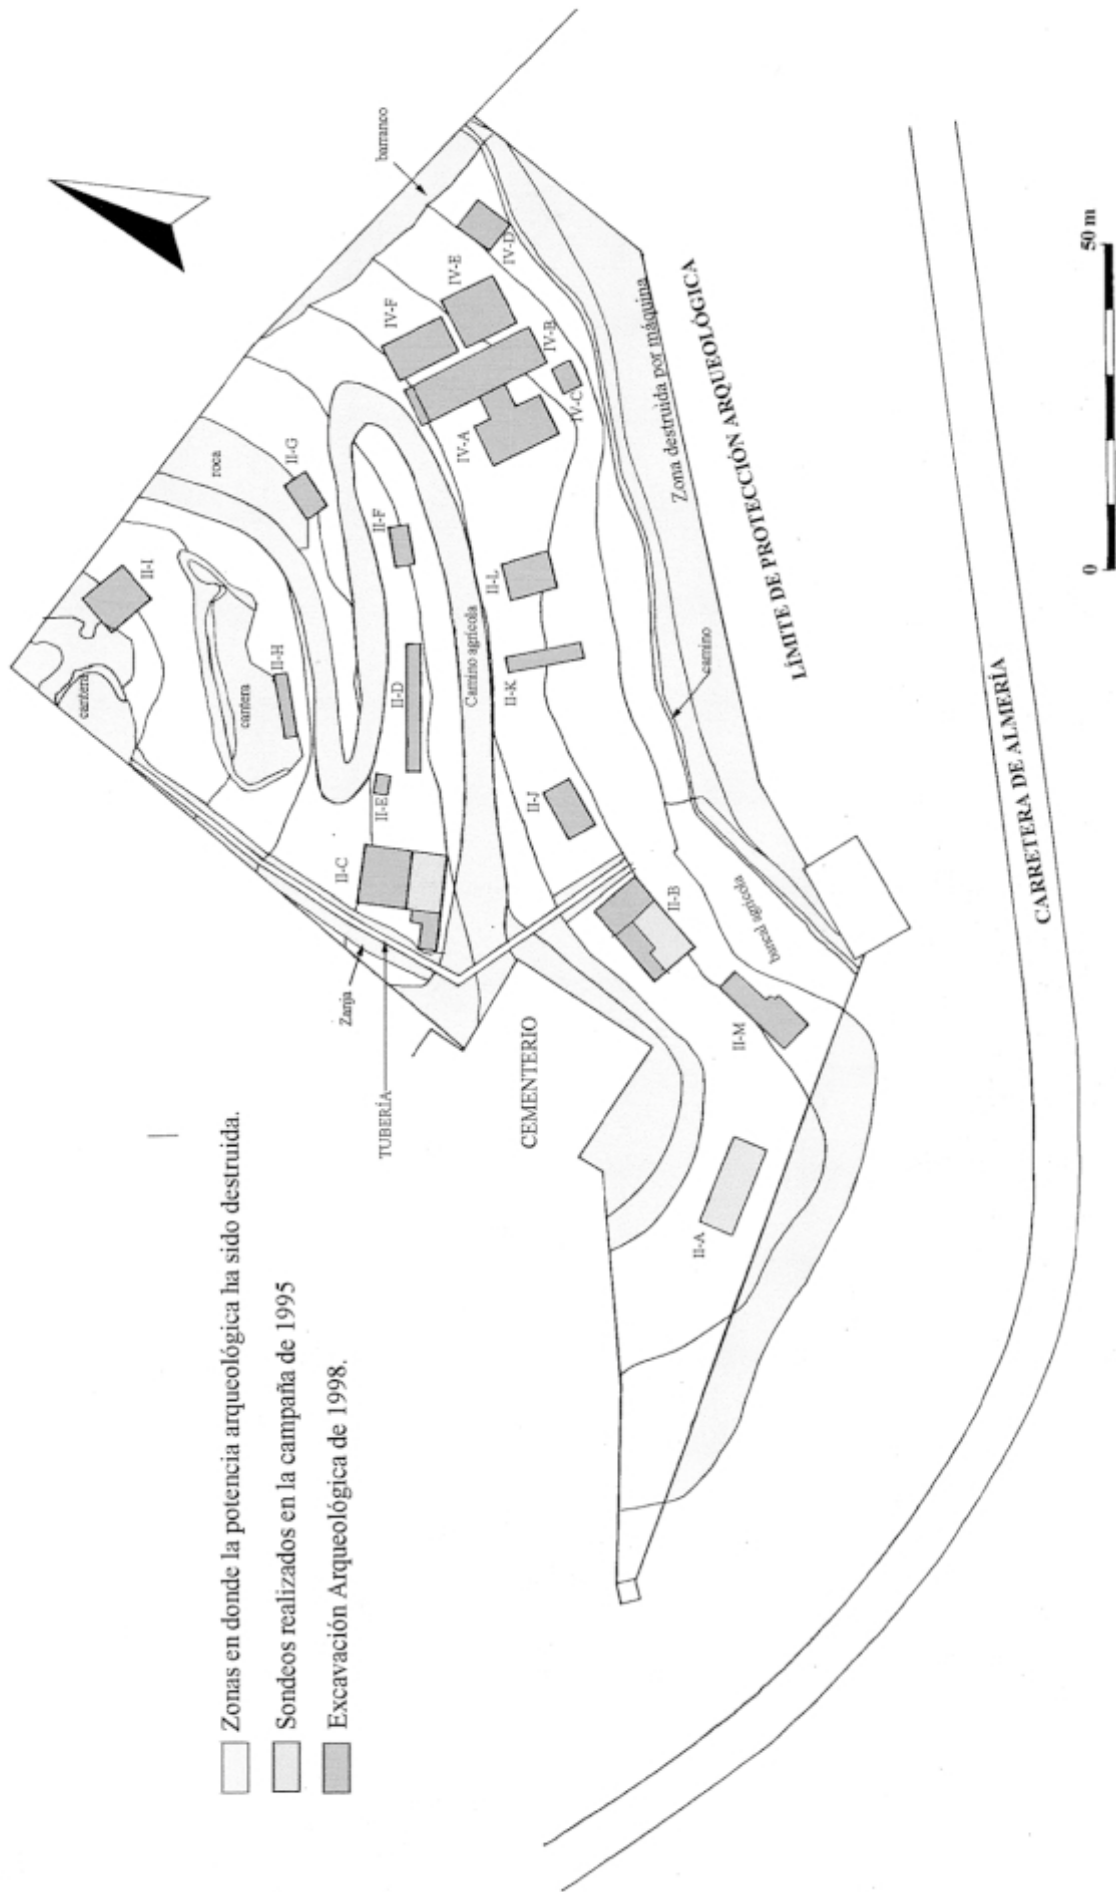 Zonas en donde la potencia arqueológica ha sido destruida.
Sondeos realizados en la campaña de 1995
Excavación Arqueológica de 1998.
cantera
II-I
cantera
II-H
roca
II-G
barranco
IV-F
IV-E
IV-D
IV-B
IV-A
IV-C
II-F
II-D
II-E
II-C
Camino agrícola
II-L
II-K
II-J
II-B
II-M
II-A
Zanja
TUBERÍA
CEMENTERIO
bancal agrícola
camino
Zona destruida por máquina
LÍMITE DE PROTECCIÓN ARQUEOLÓGICA
CARRETERA DE ALMERÍA
0
50 m